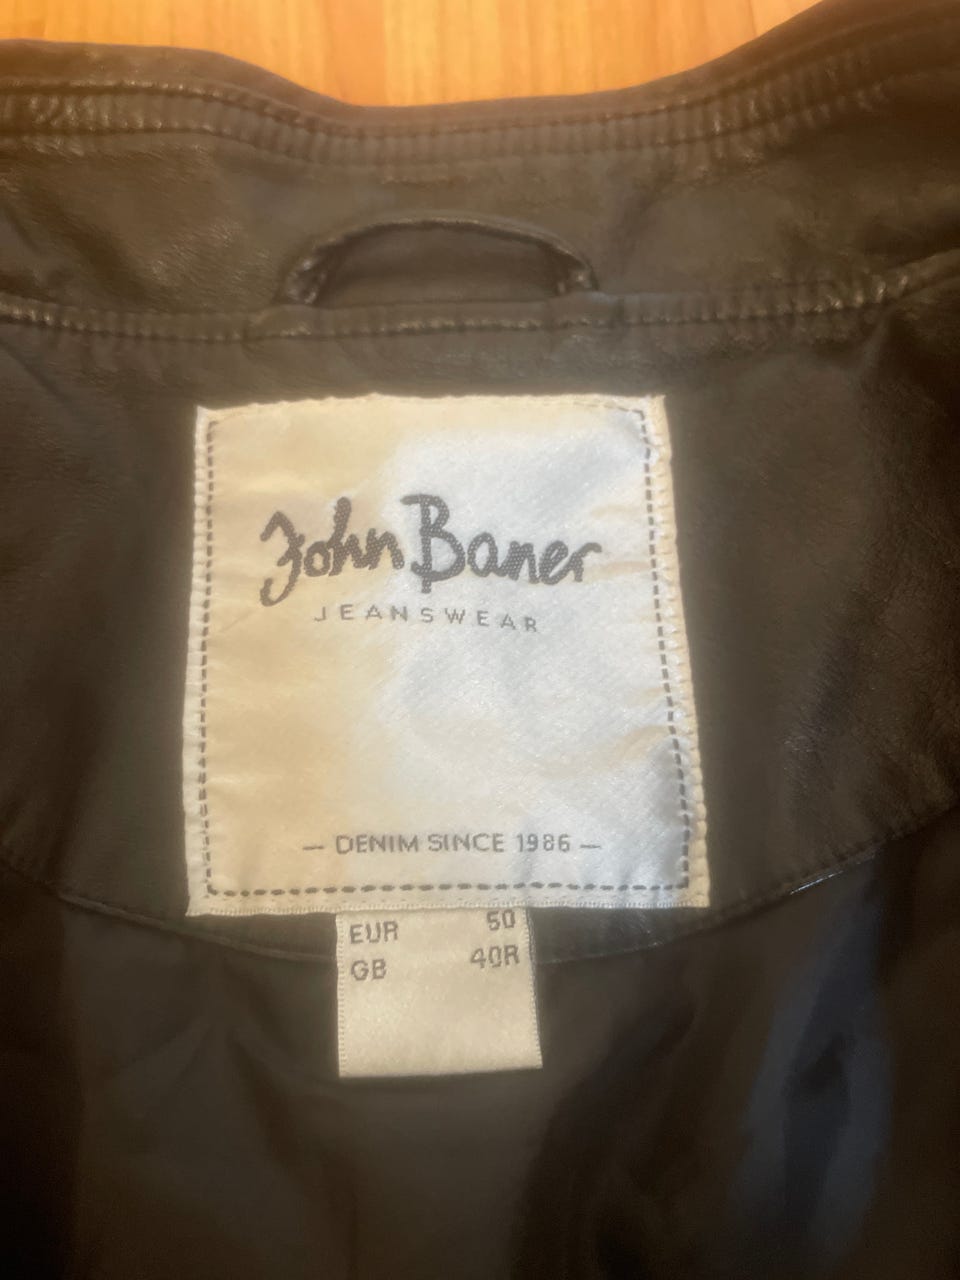 John Baner
JEANSWEAR
— DENIM SINCE 1986 —
EUR 50
GB 40R